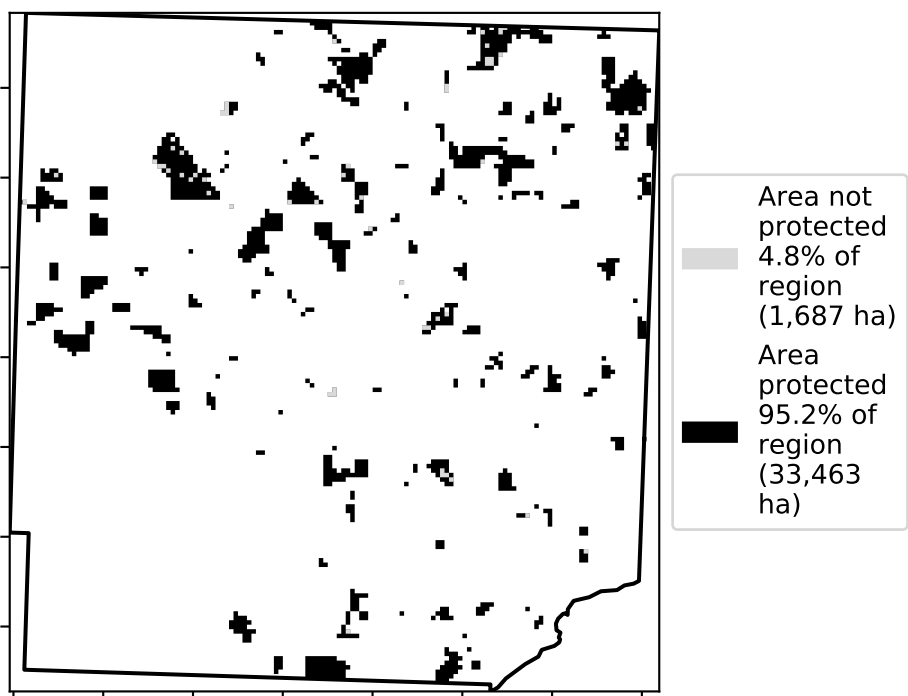 Area not
protected
4.8% of
region
(1,687 ha)
Area
protected
95.2% of
region
(33,463
ha)